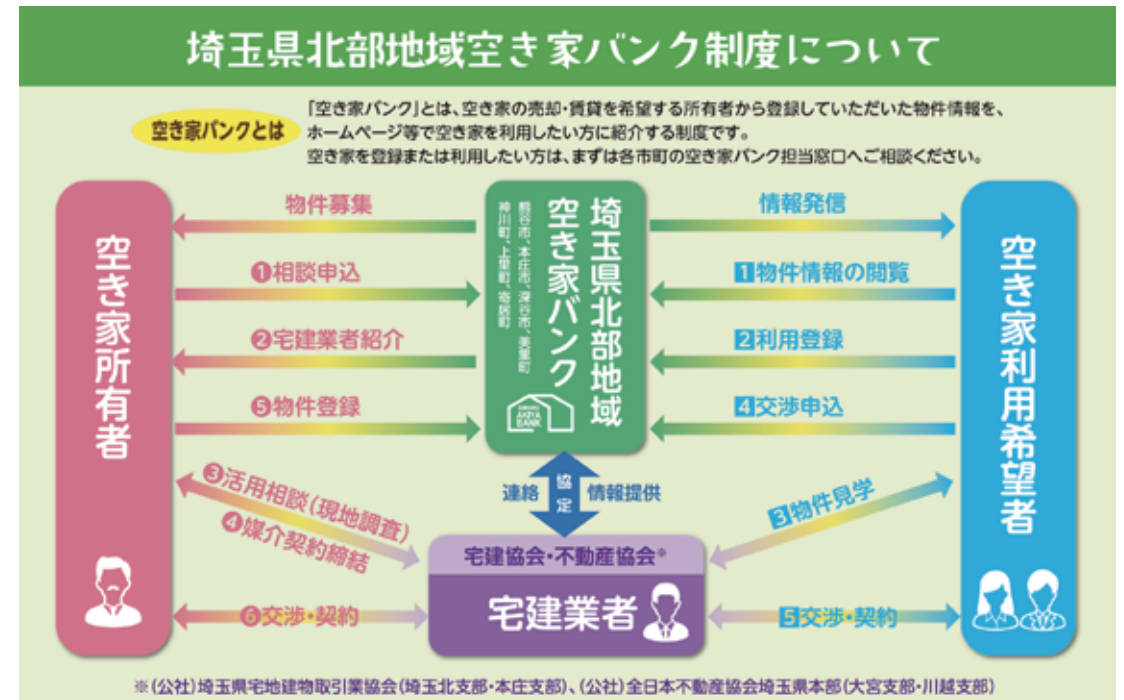 埼玉県北部地域空き家バンク制度について
空き家バンクとは
「空き家バンク」とは、空き家の売却・賃貸を希望する所有者から登録していただいた物件情報を、
ホームページ等で空き家を利用したい方に紹介する制度です。
空き家を登録または利用したい方は、まずは各市町の空き家バンク担当窓口へご相談ください。
空き家所有者
物件募集
❶相談申込
❷宅建業者紹介
❺物件登録
❸活用相談(現地調査)
❹媒介契約締結
❻交渉・契約
埼玉県北部地域
空き家バンク
熊谷市、本庄市、深谷市、美里町
神川町、上里町、寄居町
AKIYA
BANK
連絡
協定
情報提供
宅建協会・不動産協会※
宅建業者
情報発信
1物件情報の閲覧
2利用登録
4交渉申込
3物件見学
5交渉・契約
空き家利用希望者
※(公社)埼玉県宅地建物取引業協会(埼玉北支部・本庄支部)、(公社)全日本不動産協会埼玉県本部(大宮支部・川越支部)